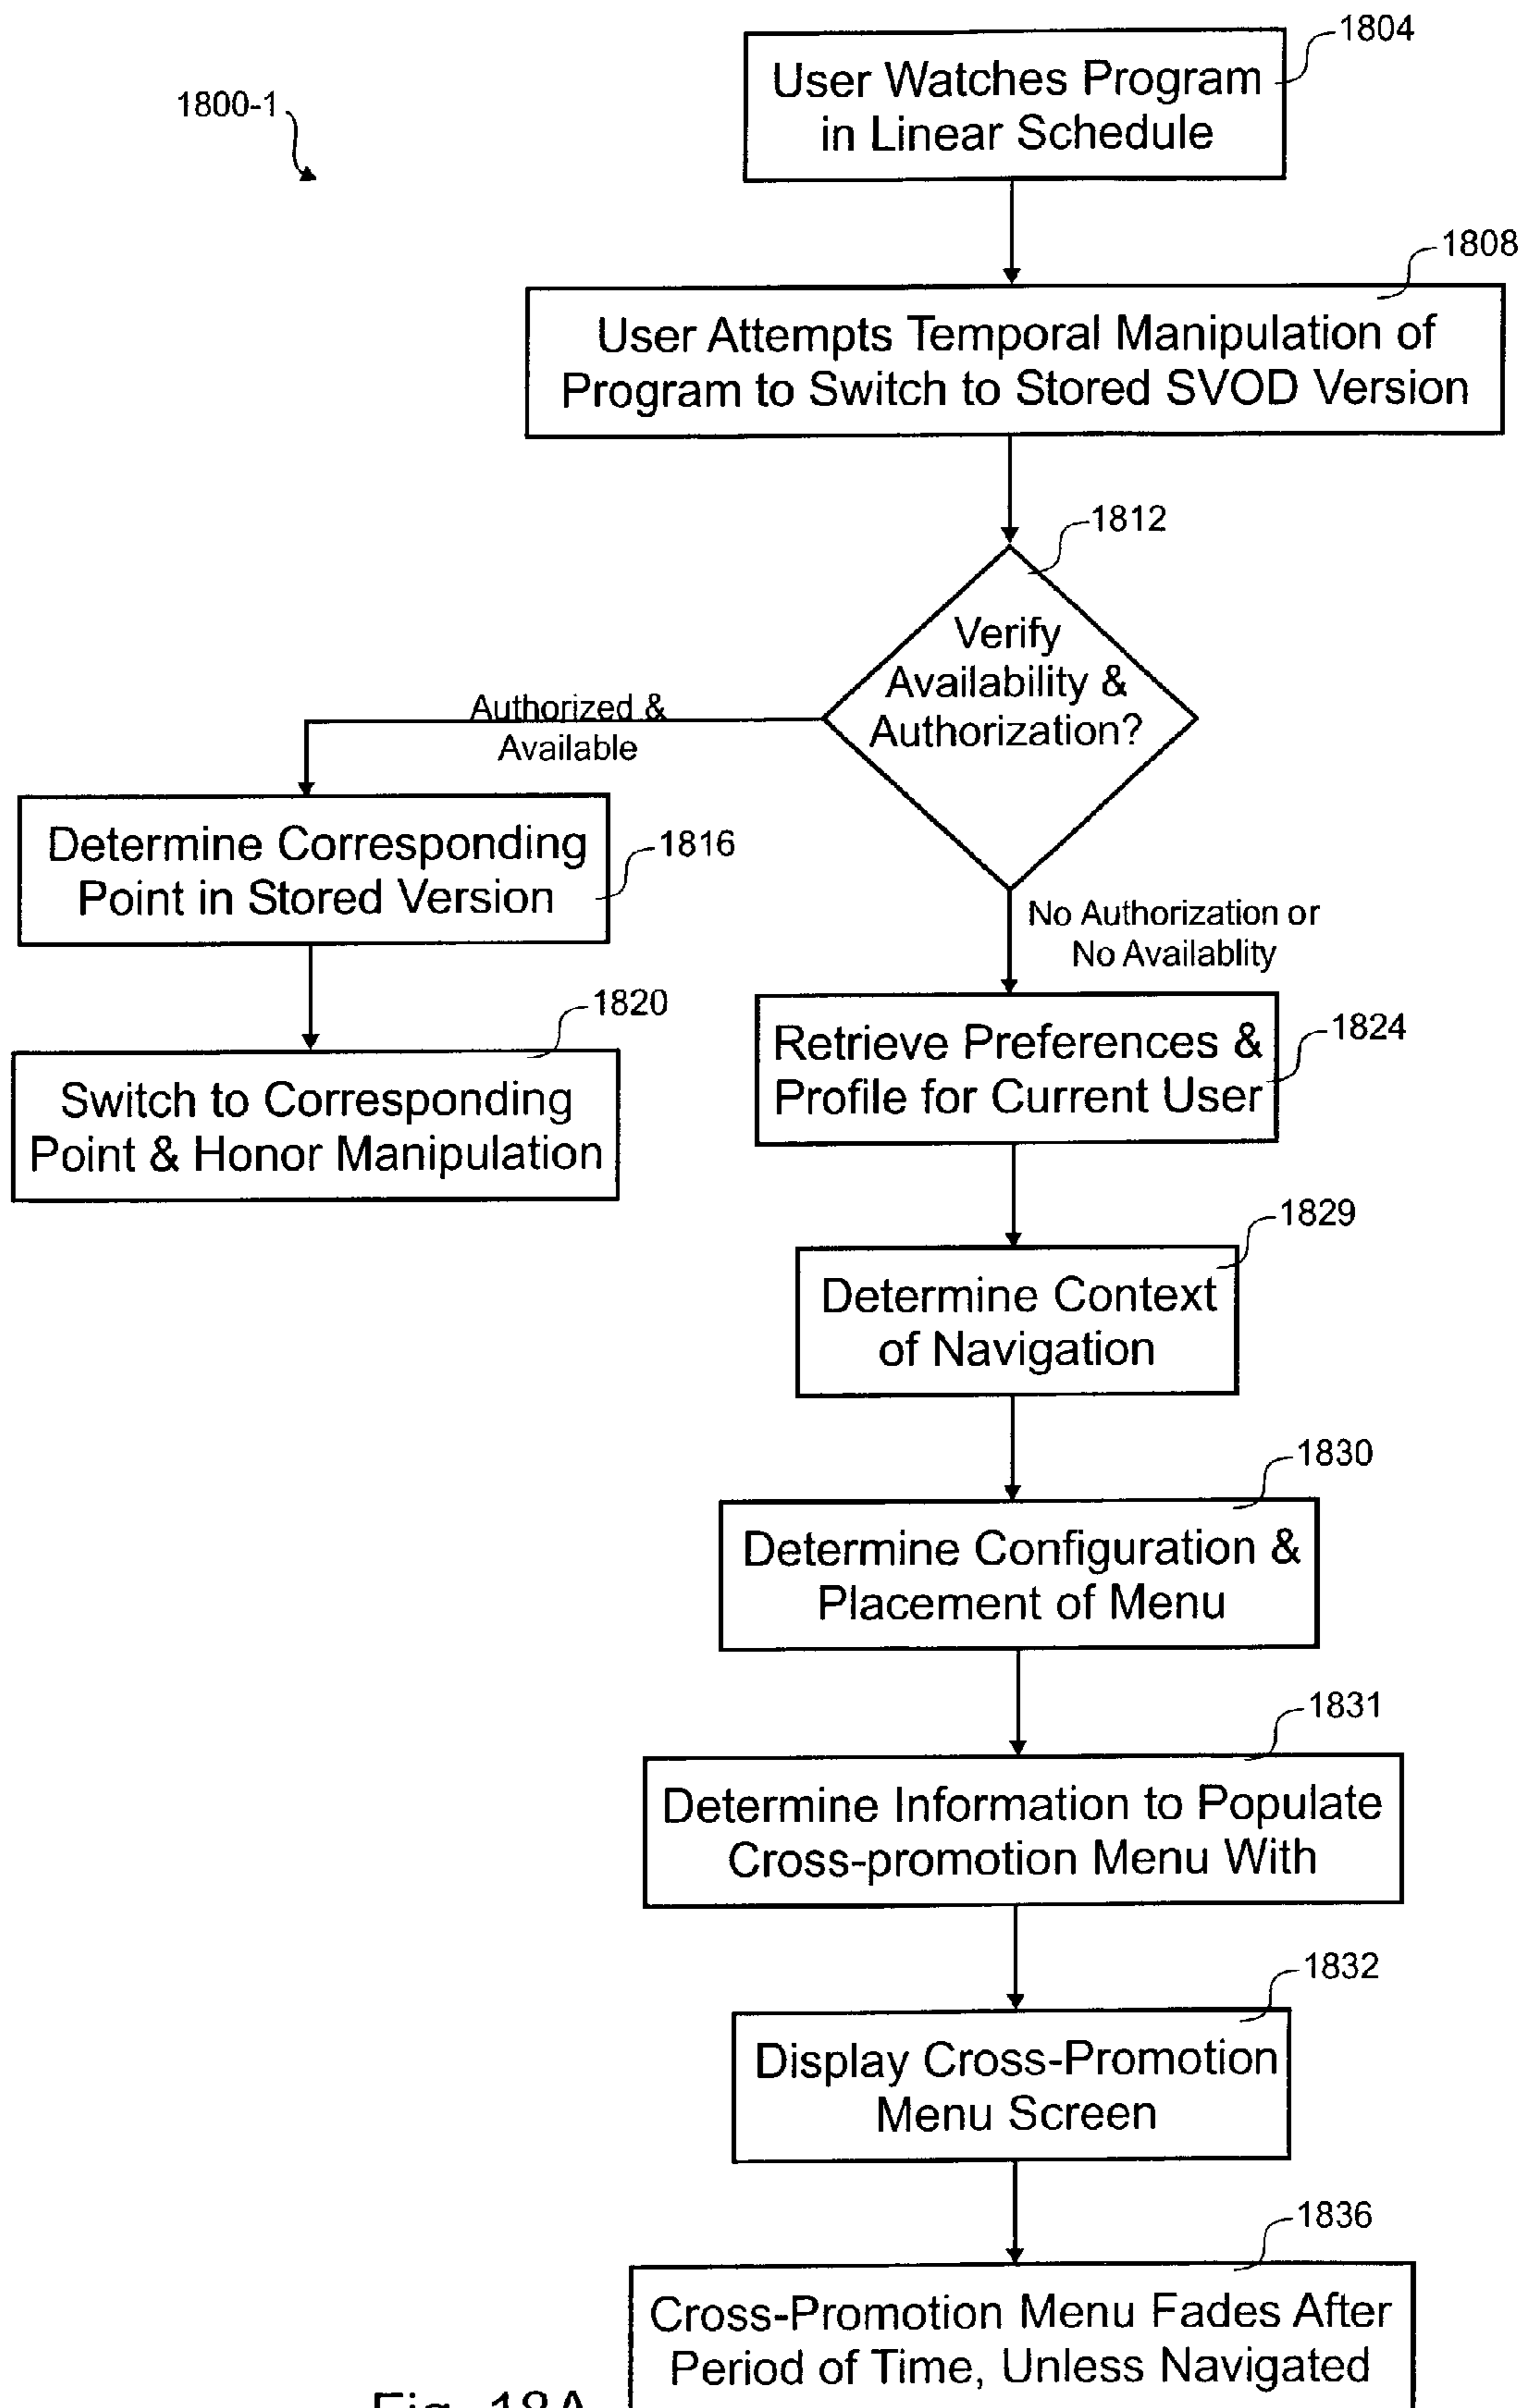 1804
User Watches Program
in Linear Schedule
1800-1
1808
User Attempts Temporal Manipulation of
Program to Switch to Stored SVOD Version
1812
Verify
Availability &
Authorization?
Authorized &
Available
Determine Corresponding
Point in Stored Version
1816
No Authorization or
No Availablity
1820
Switch to Corresponding
Point & Honor Manipulation
Retrieve Preferences &
Profile for Current User
1824
1829
Determine Context
of Navigation
1830
Determine Configuration &
Placement of Menu
1831
Determine Information to Populate
Cross-promotion Menu With
1832
Display Cross-Promotion
Menu Screen
1836
Cross-Promotion Menu Fades After
Period of Time, Unless Navigated
Fig. 18A